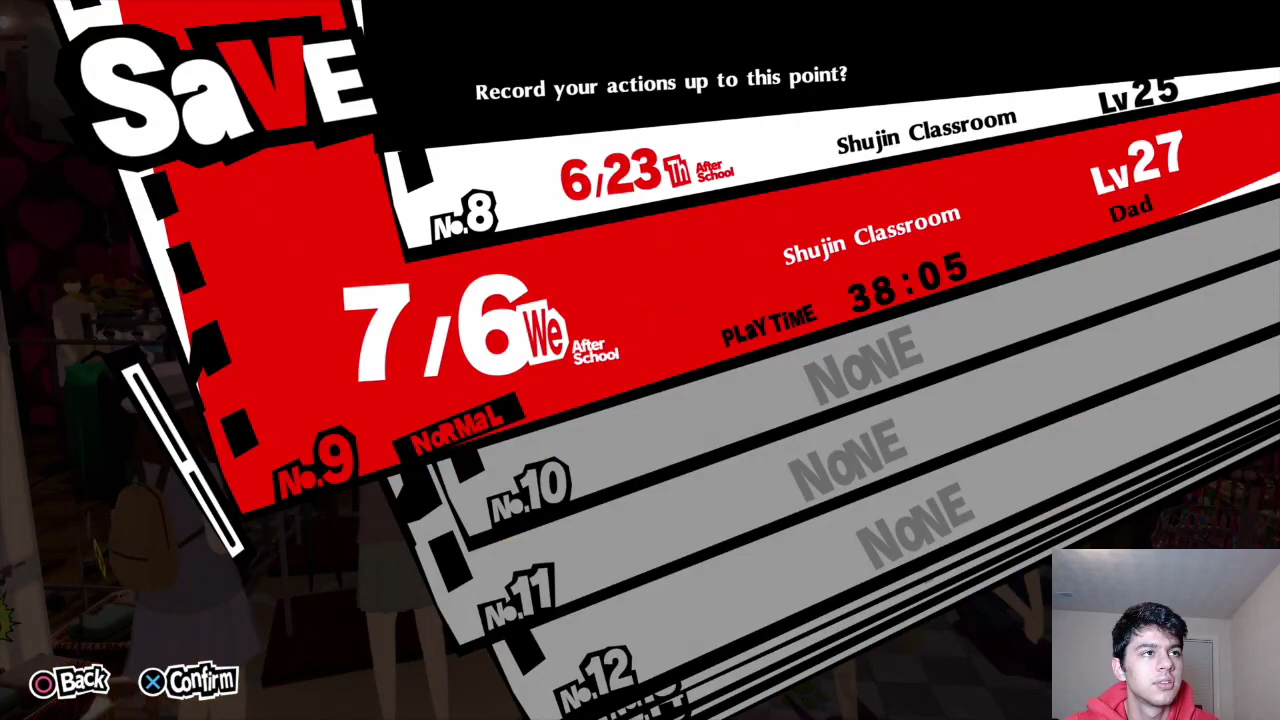 SaVE
Record your actions up to this point?
No.8 6/23 Th After School Shujin Classroom Lv25
No.9 7/6 We After School Shujin Classroom Lv27
Dad
PLaY TiME 38:05
NoRMaL
No.10 NoNE
No.11 NoNE
No.12 NoNE
Back Confirm